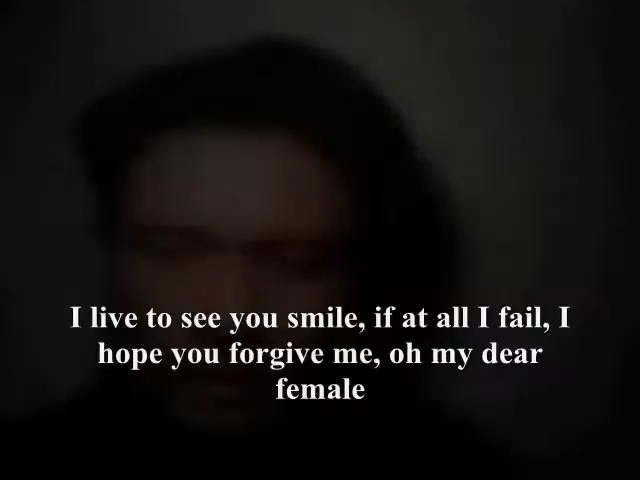 I live to see you smile, if at all I fail, I
hope you forgive me, oh my dear
female